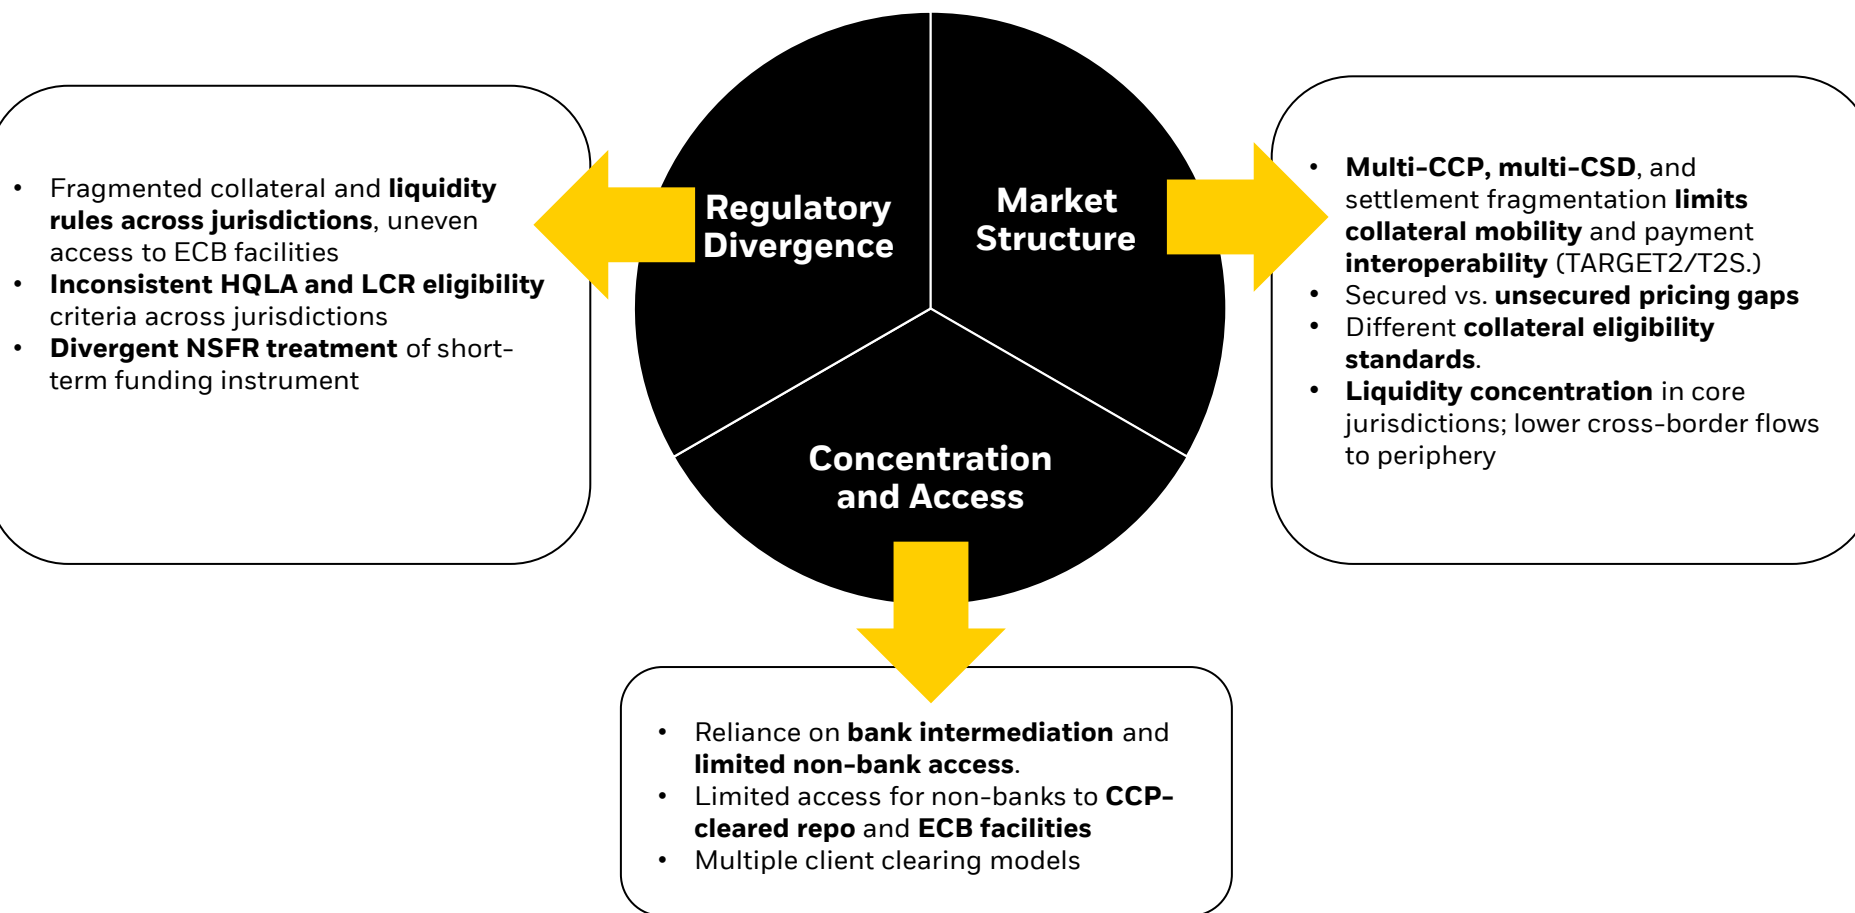 Regulatory
Divergence
Market
Structure
Concentration
and Access
• Fragmented collateral and liquidity
rules across jurisdictions, uneven
access to ECB facilities
• Inconsistent HQLA and LCR eligibility
criteria across jurisdictions
• Divergent NSFR treatment of short-
term funding instrument
• Multi-CCP, multi-CSD, and
settlement fragmentation limits
collateral mobility and payment
interoperability (TARGET2/T2S.)
• Secured vs. unsecured pricing gaps
• Different collateral eligibility
standards.
• Liquidity concentration in core
jurisdictions; lower cross-border flows
to periphery
• Reliance on bank intermediation and
limited non-bank access.
• Limited access for non-banks to CCP-
cleared repo and ECB facilities
• Multiple client clearing models